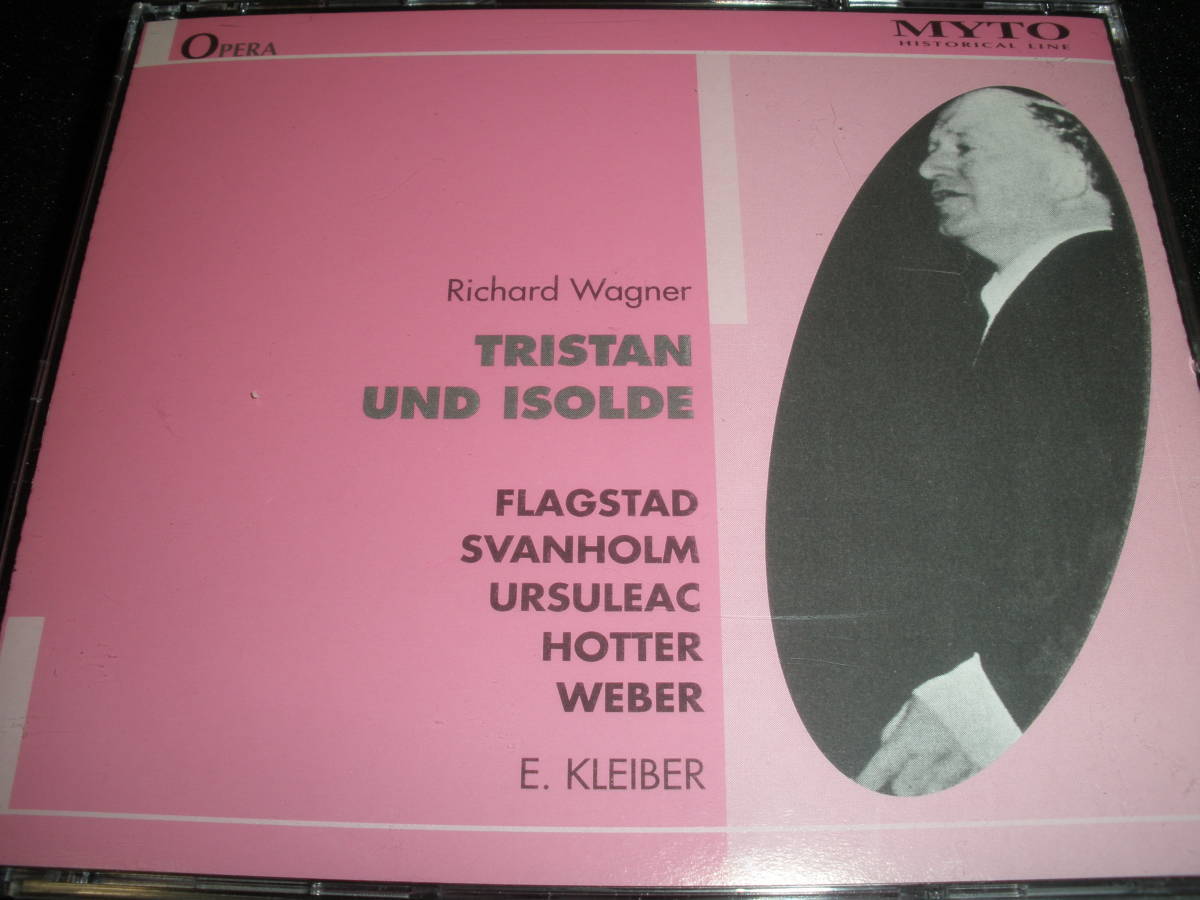 OPERA
MYTO
HISTORICAL LINE
Richard Wagner
TRISTAN
UND ISOLDE
FLAGSTAD
SVANHOLM
URSULEAC
HOTTER
WEBER
E. KLEIBER